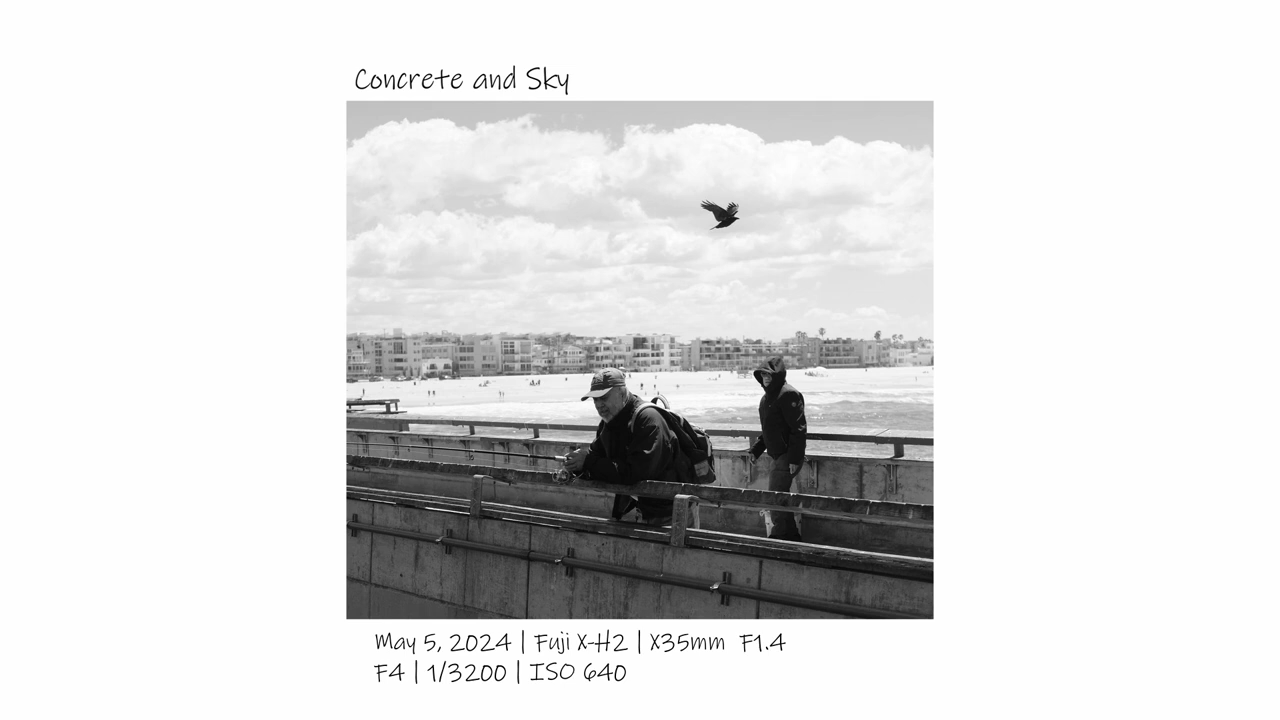 Concrete and Sky
May 5, 2024 | Fuji X-H2 | X35mm F1.4
F4 | 1/3200 | ISO 640